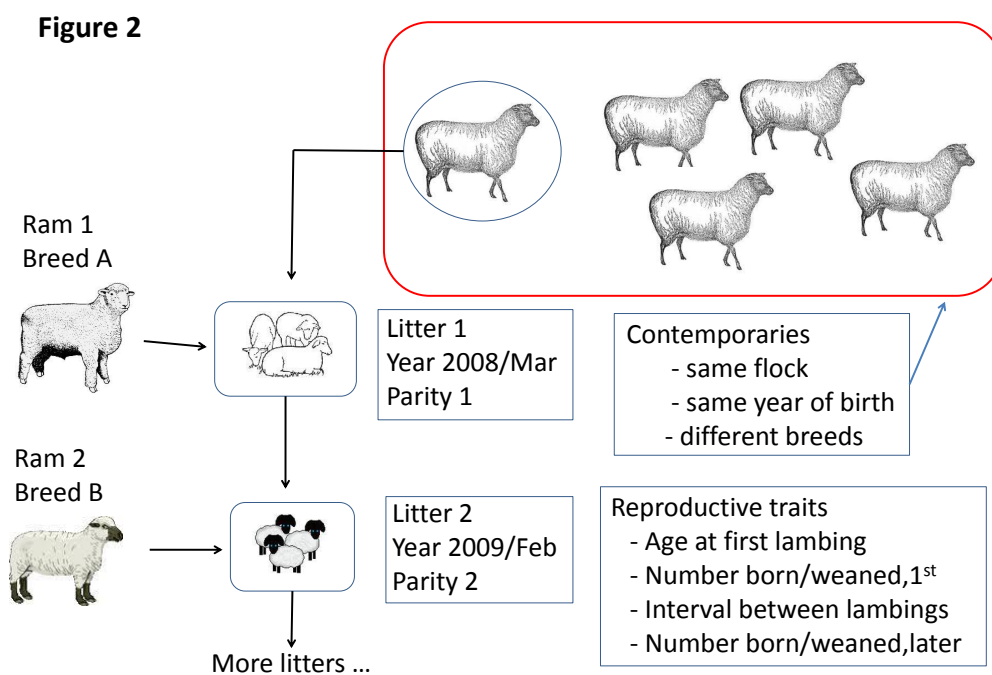 Figure 2
Ram 1
Breed A
Litter 1
Year 2008/Mar
Parity 1
Contemporaries
- same flock
- same year of birth
- different breeds
Ram 2
Breed B
Litter 2
Year 2009/Feb
Parity 2
Reproductive traits
- Age at first lambing
- Number born/weaned,1st
- Interval between lambings
- Number born/weaned,later
More litters ...